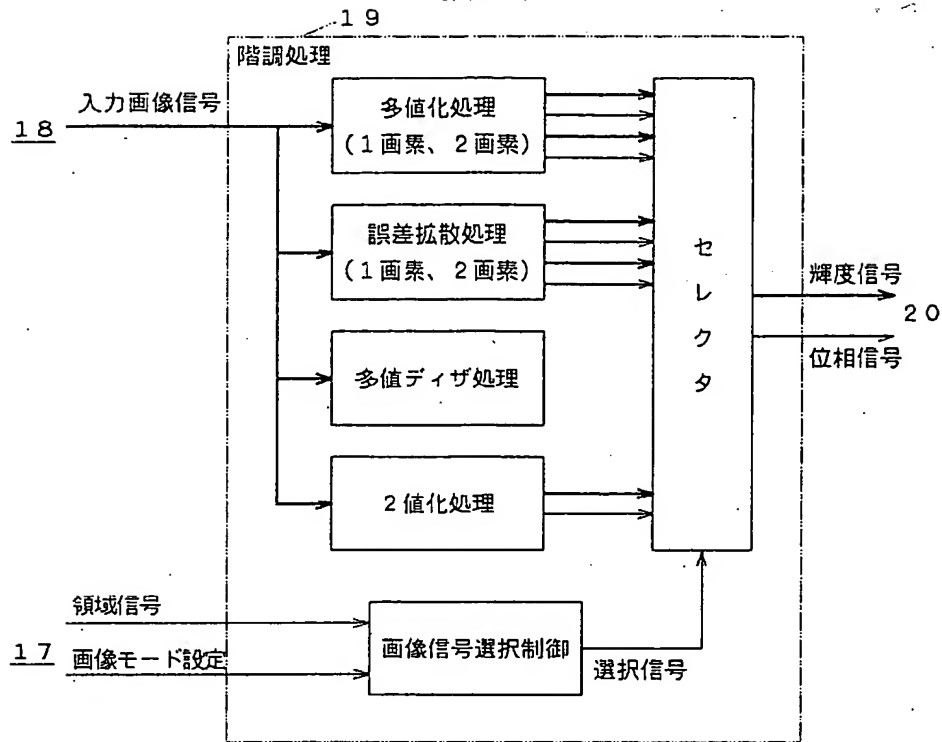 19
階調処理
入力画像信号
18
多値化処理
(1画素、2画素)
誤差拡散処理
(1画素、2画素)
多値ディザ処理
2値化処理
セレクタ
輝度信号
20
位相信号
領域信号
17
画像モード設定
画像信号選択制御
選択信号